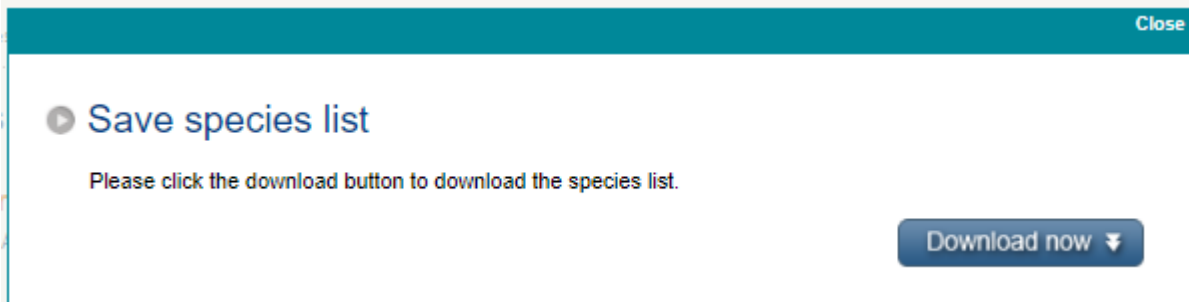 Close
Save species list
Please click the download button to download the species list.
Download now